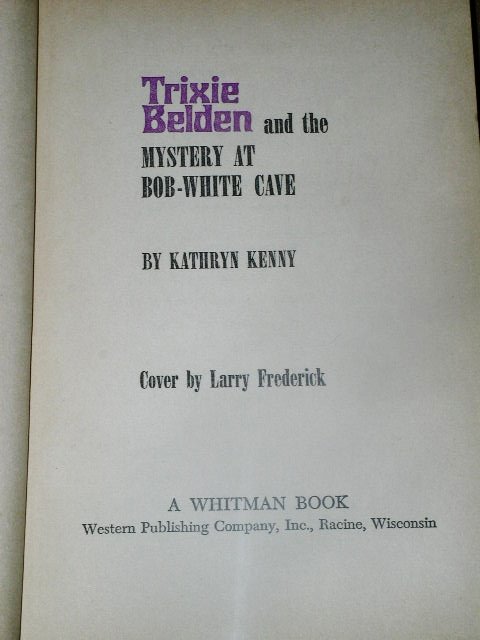 Trixie
Belden and the
MYSTERY AT
BOB-WHITE CAVE
BY KATHRYN KENNY
Cover by Larry Frederick
A WHITMAN BOOK
Western Publishing Company, Inc., Racine, Wisconsin